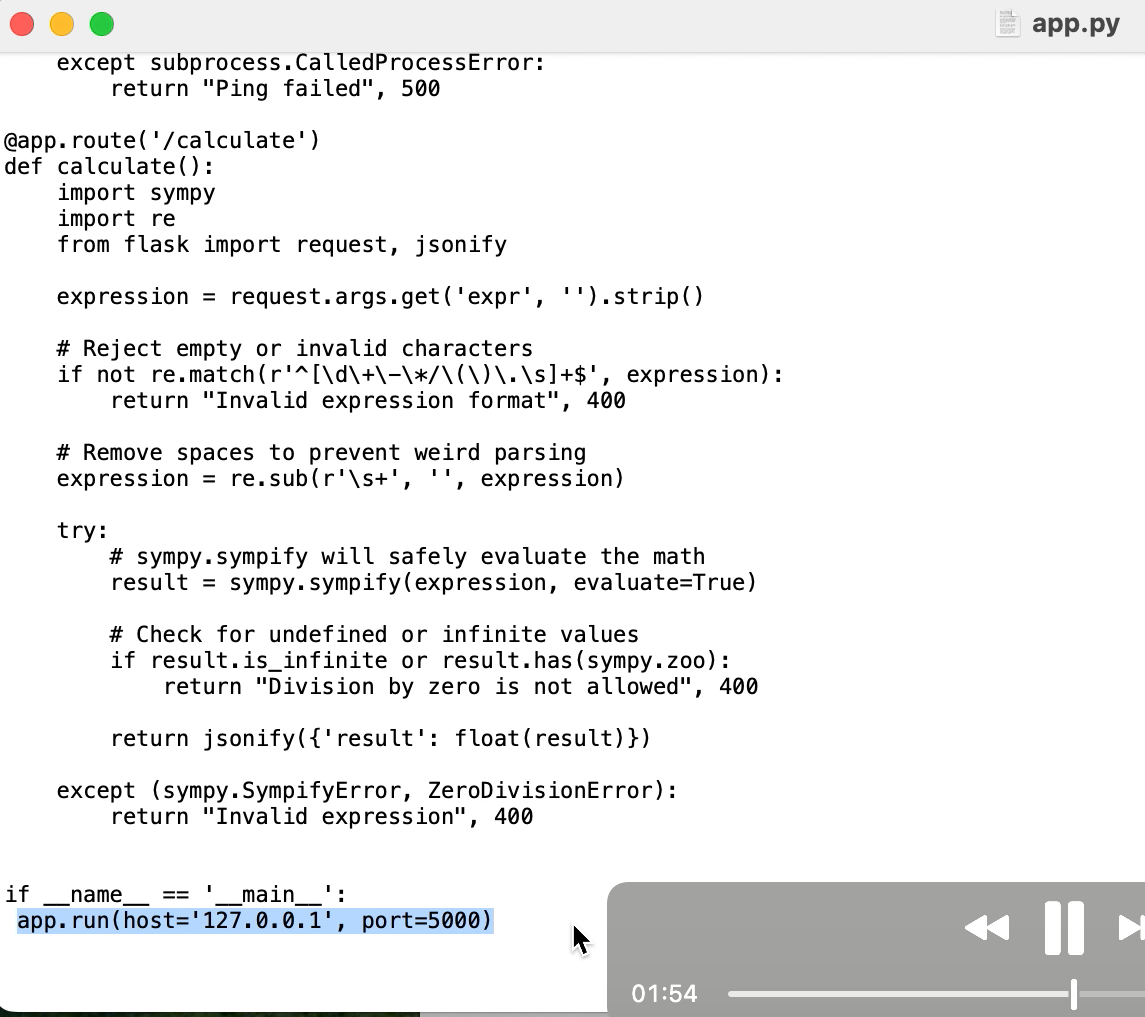 app.py
    except subprocess.CalledProcessError:
        return "Ping failed", 500
@app.route('/calculate')
def calculate():
    import sympy
    import re
    from flask import request, jsonify
    expression = request.args.get('expr', '').strip()
    # Reject empty or invalid characters
    if not re.match(r'^[\d\+\-\*/\(\)\.\s]+$', expression):
        return "Invalid expression format", 400
    # Remove spaces to prevent weird parsing
    expression = re.sub(r'\s+', '', expression)
    try:
        # sympy.sympify will safely evaluate the math
        result = sympy.sympify(expression, evaluate=True)
        # Check for undefined or infinite values
        if result.is_infinite or result.has(sympy.zoo):
            return "Division by zero is not allowed", 400
        return jsonify({'result': float(result)})
    except (sympy.SympifyError, ZeroDivisionError):
        return "Invalid expression", 400
if __name__ == '__main__':
 app.run(host='127.0.0.1', port=5000)
01:54